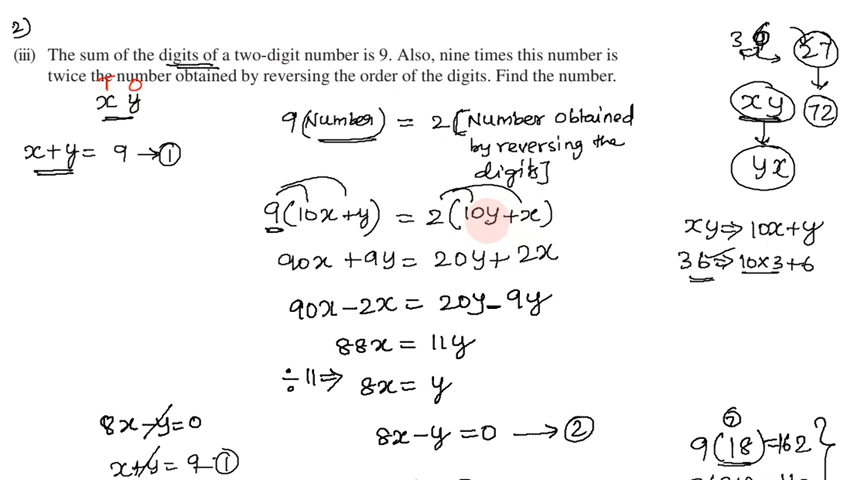 2)
(iii) The sum of the digits of a two-digit number is 9. Also, nine times this number is
twice the number obtained by reversing the order of the digits. Find the number.
T O
x y
x+y = 9 → ①
9(Number) = 2[Number obtained
by reversing the
digits]
9(10x+y) = 2(10y+x)
90x + 9y = 20y + 2x
90x - 2x = 20y - 9y
88x = 11y
÷ 11 ⇒ 8x = y
8x - y = 0 → ②
8x - y = 0
x + y = 9 - ①
36
27
72
xy
yx
xy ⇒ 10x+y
36 ⇒ 10x3+6
9(18) = 162